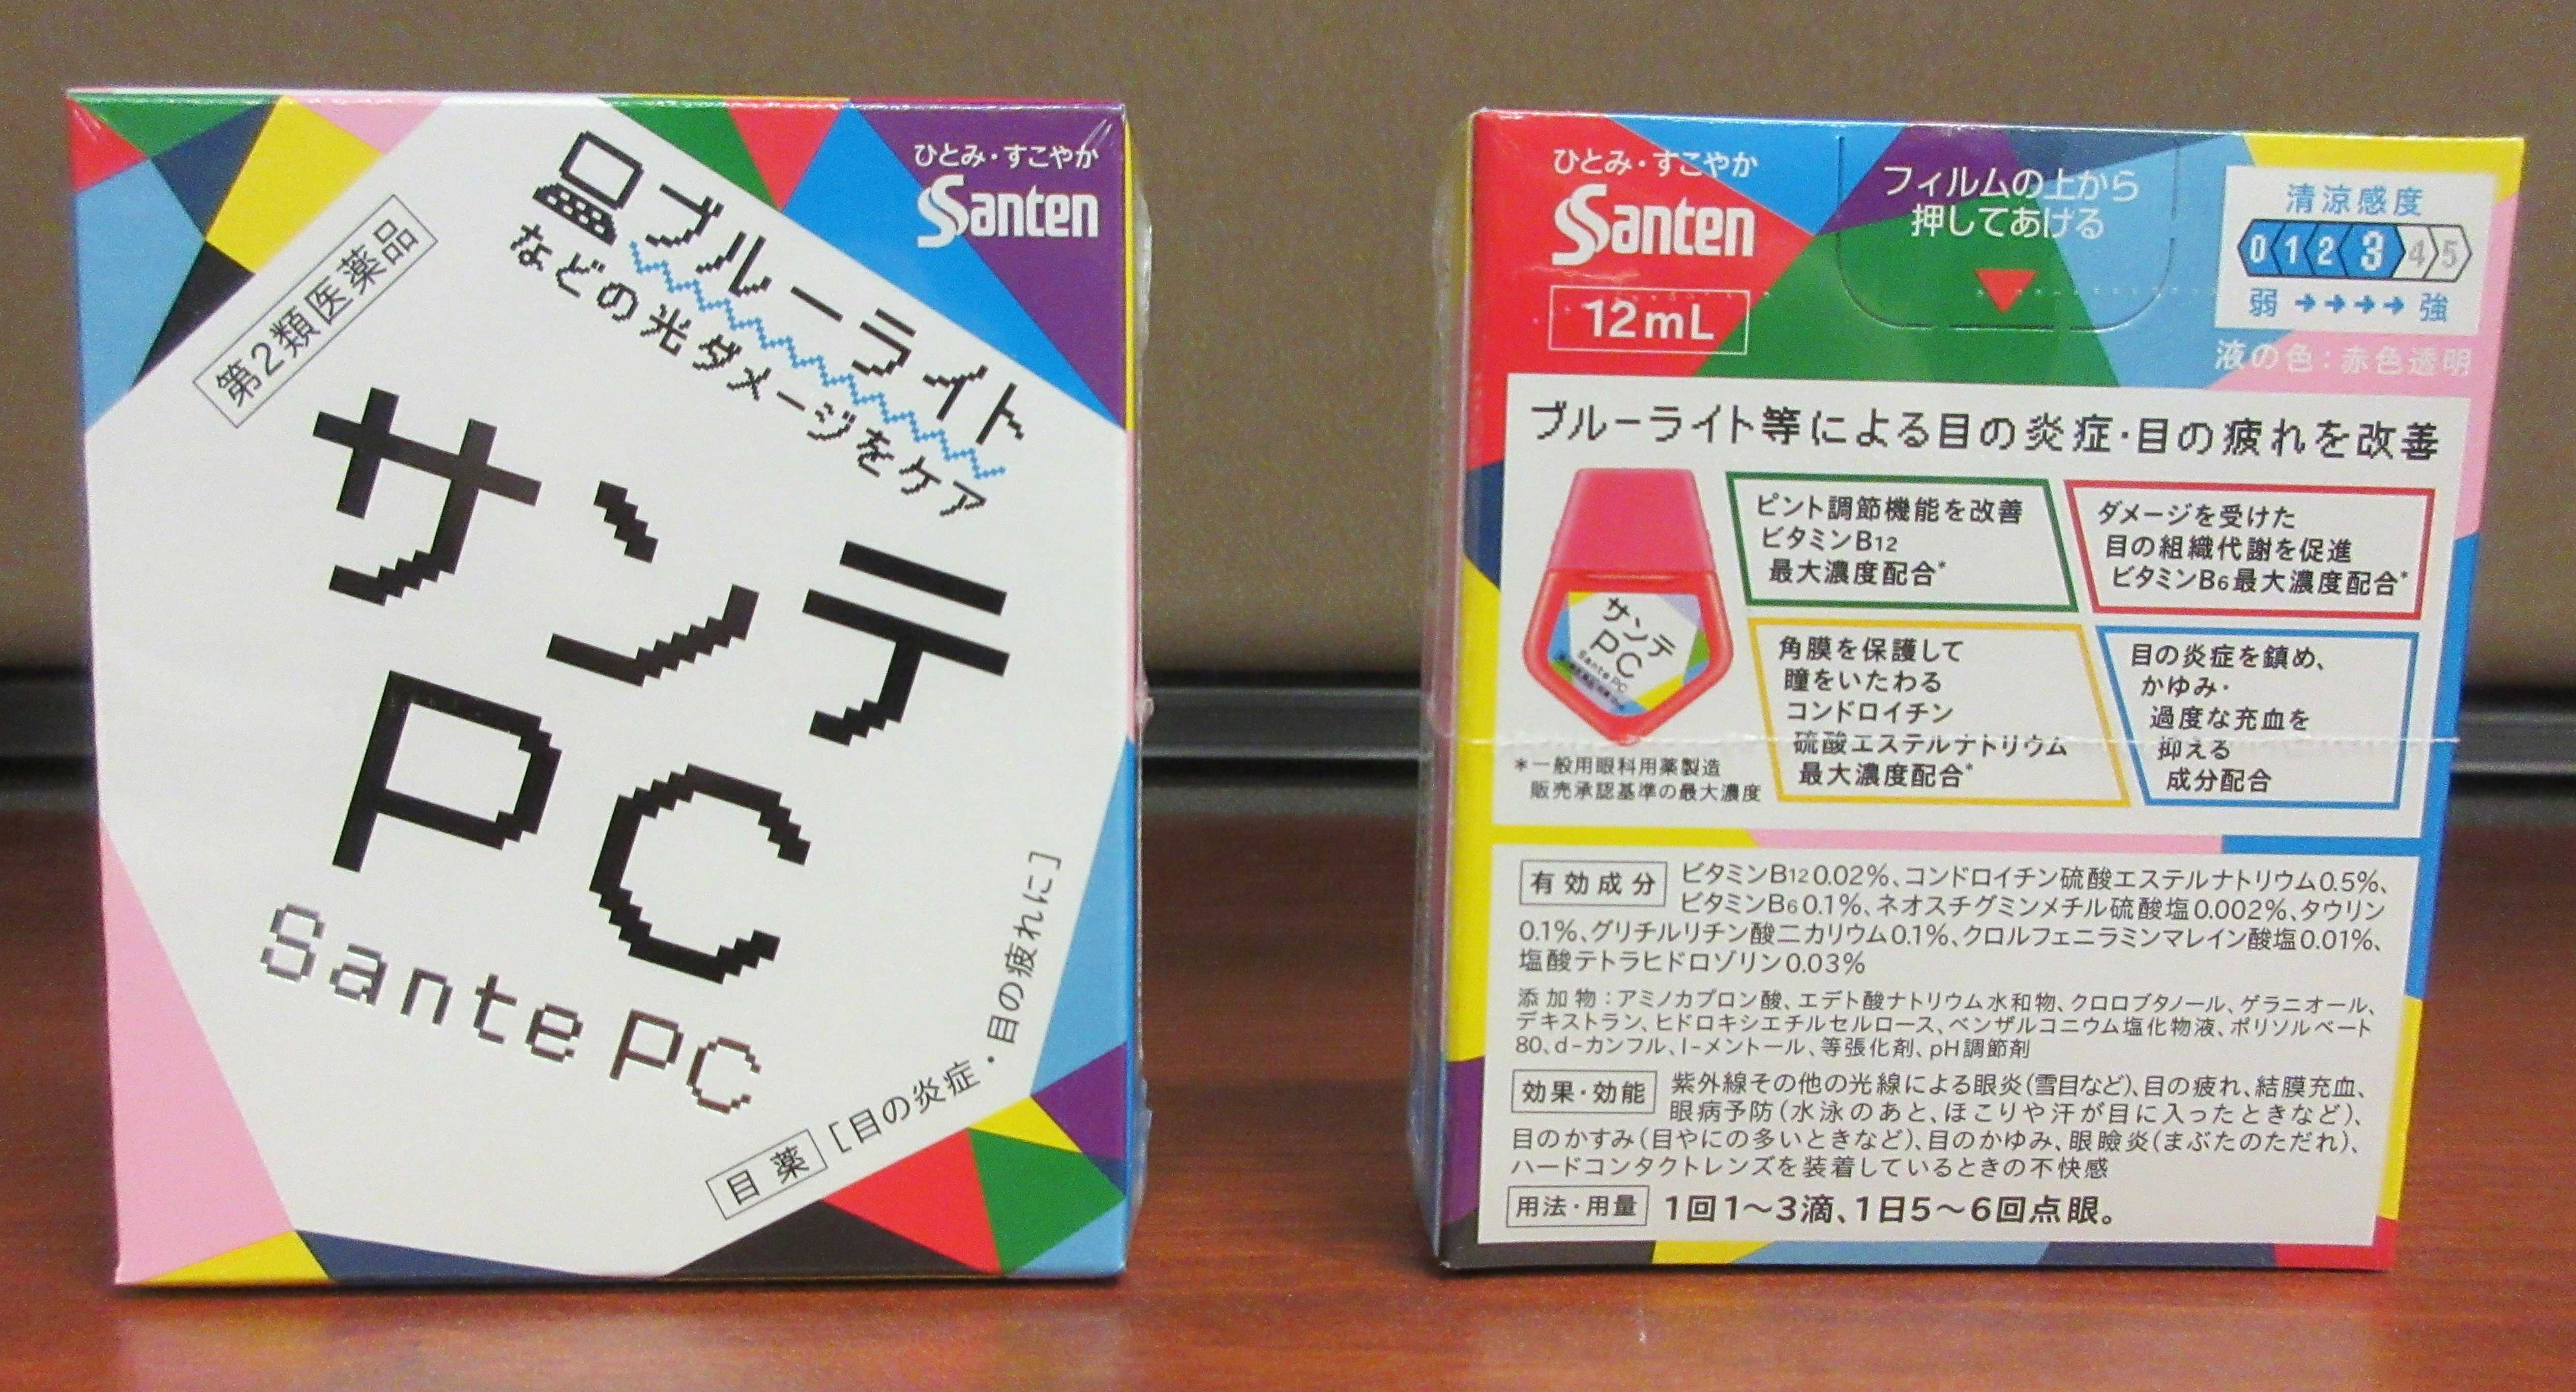 ひとみ・すこやか
Santen
第2類医薬品
ブルーライト
などの光ダメージをケア
サンテ
PC
Sante PC
目薬 [目の炎症・目の疲れに]
ひとみ・すこやか
Santen
12mL
フィルムの上から
押してあける
清涼感度
0 1 2 3 4 5
弱 →→→→ 強
液の色：赤色透明
ブルーライト等による目の炎症・目の疲れを改善
サンテ
PC
Sante PC
ピント調節機能を改善
ビタミンB12
最大濃度配合*
ダメージを受けた
目の組織代謝を促進
ビタミンB6最大濃度配合*
角膜を保護して
瞳をいたわる
コンドロイチン
硫酸エステルナトリウム
最大濃度配合*
目の炎症を鎮め、
かゆみ・
過度な充血を
抑える
成分配合
*一般用眼科用薬製造
販売承認基準の最大濃度
有効成分 ビタミンB12 0.02%、コンドロイチン硫酸エステルナトリウム0.5%、
ビタミンB6 0.1%、ネオスチグミンメチル硫酸塩0.002%、タウリン
0.1%、グリチルリチン酸二カリウム0.1%、クロルフェニラミンマレイン酸塩0.01%、
塩酸テトラヒドロゾリン0.03%
添加物：アミノカプロン酸、エデト酸ナトリウム水和物、クロロブタノール、ゲラニオール、
デキストラン、ヒドロキシエチルセルロース、ベンザルコニウム塩化物液、ポリソルベート
80、d-カンフル、l-メントール、等張化剤、pH調節剤
効果・効能 紫外線その他の光線による眼炎(雪目など)、目の疲れ、結膜充血、
眼病予防(水泳のあと、ほこりや汗が目に入ったときなど)、
目のかすみ(目やにの多いときなど)、目のかゆみ、眼瞼炎(まぶたのただれ)、
ハードコンタクトレンズを装着しているときの不快感
用法・用量 1回1〜3滴、1日5〜6回点眼。